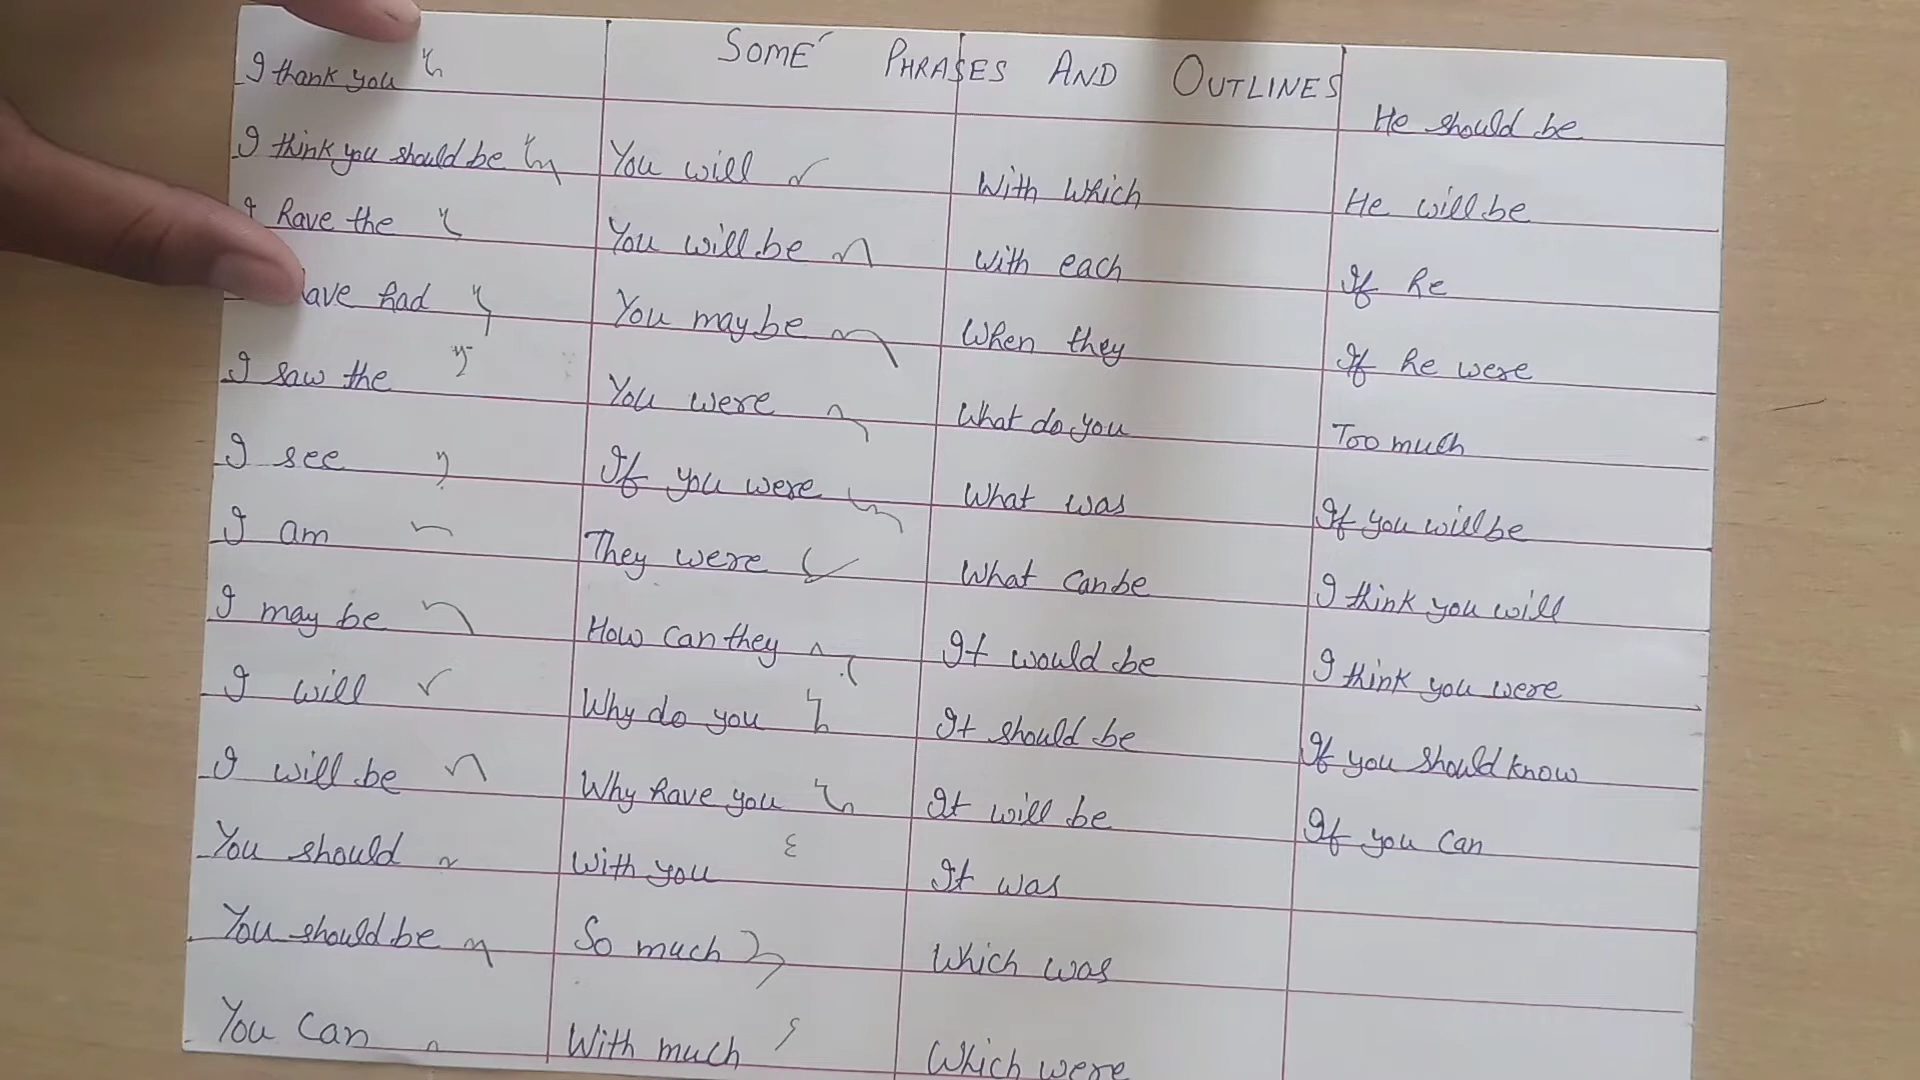 SOME PHRASES AND OUTLINES
I thank you
I think you should be
I have the
have had
I saw the
I see
I am
I may be
I will
I will be
You should
You should be
You can
You will
You will be
You may be
You were
If you were
They were
How can they
Why do you
Why have you
With you
So much
With much
With which
With each
When they
What do you
What was
What can be
It would be
It should be
It will be
It was
Which was
Which were
He should be
He will be
If he
If he were
Too much
If you will be
I think you will
I think you were
If you should know
If you can